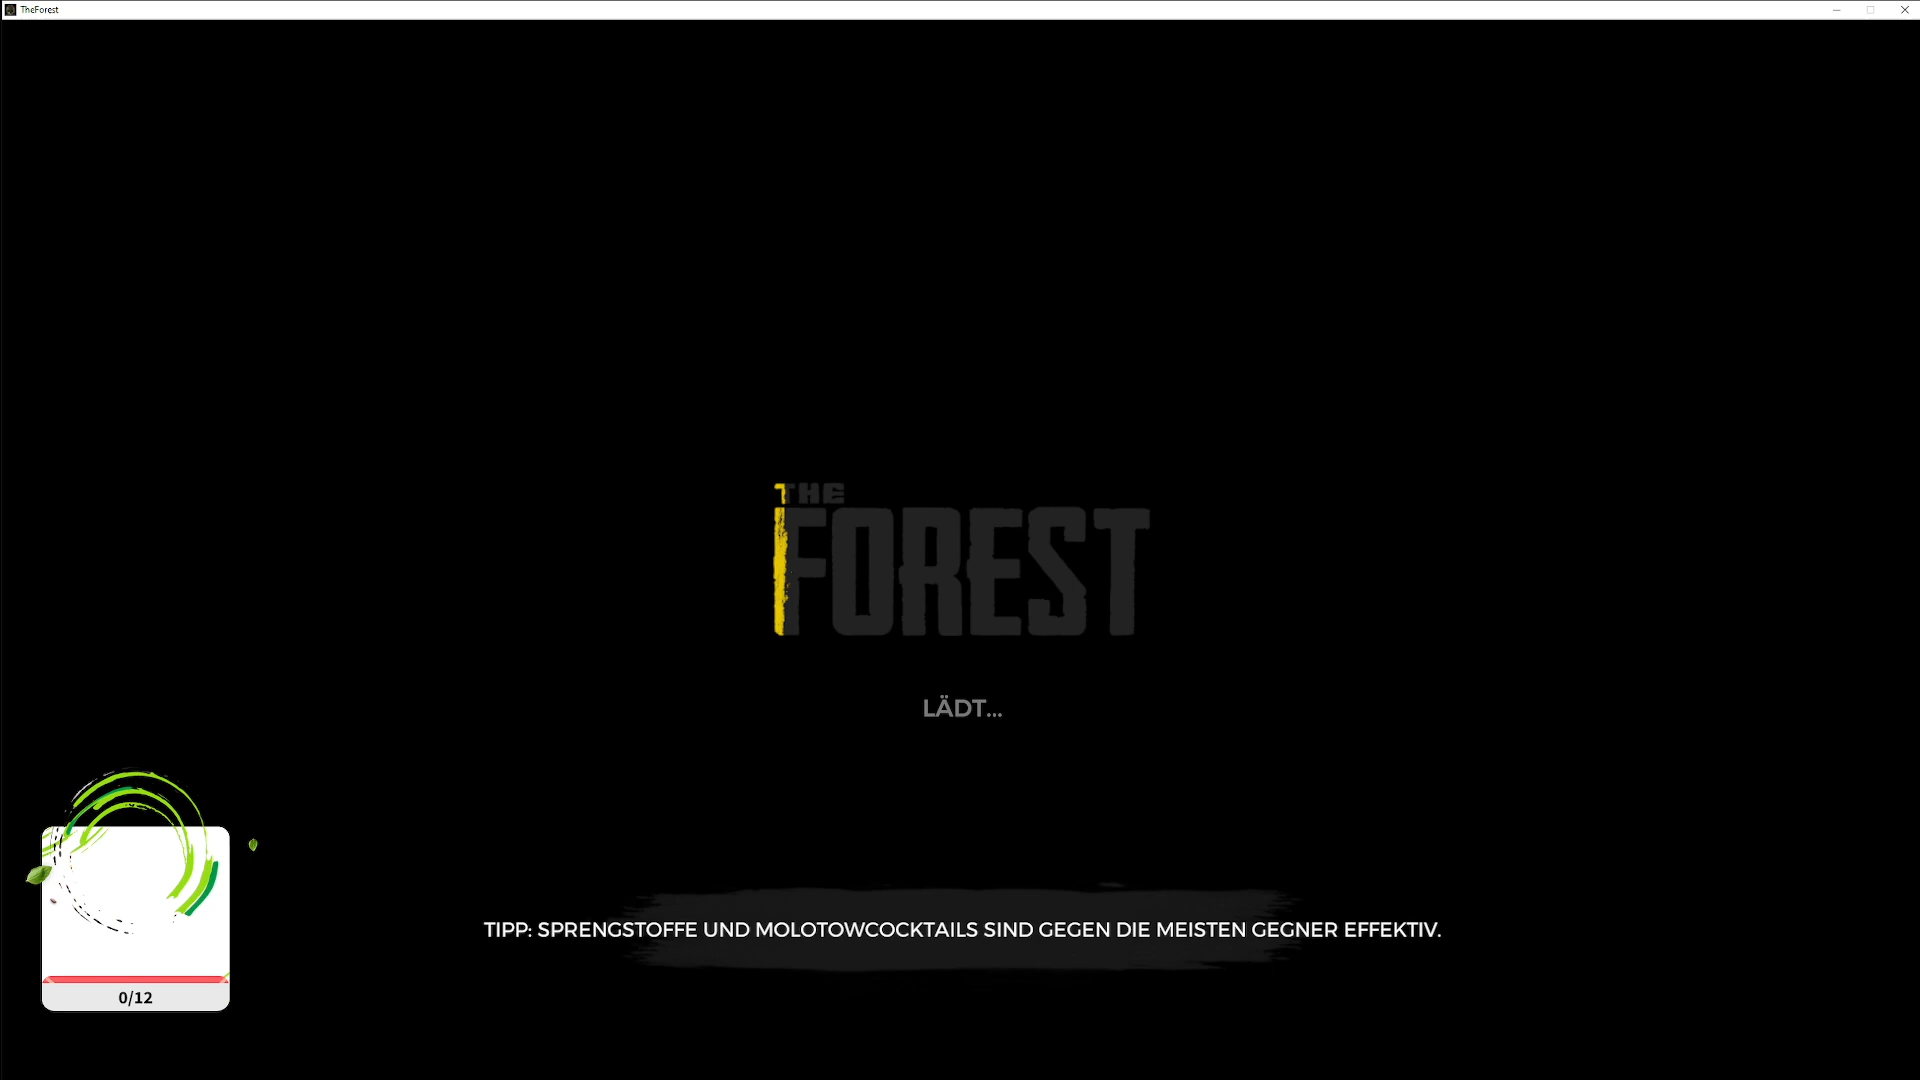 TheForest
THE
FOREST
LÄDT...
TIPP: SPRENGSTOFFE UND MOLOTOWCOCKTAILS SIND GEGEN DIE MEISTEN GEGNER EFFEKTIV.
0/12